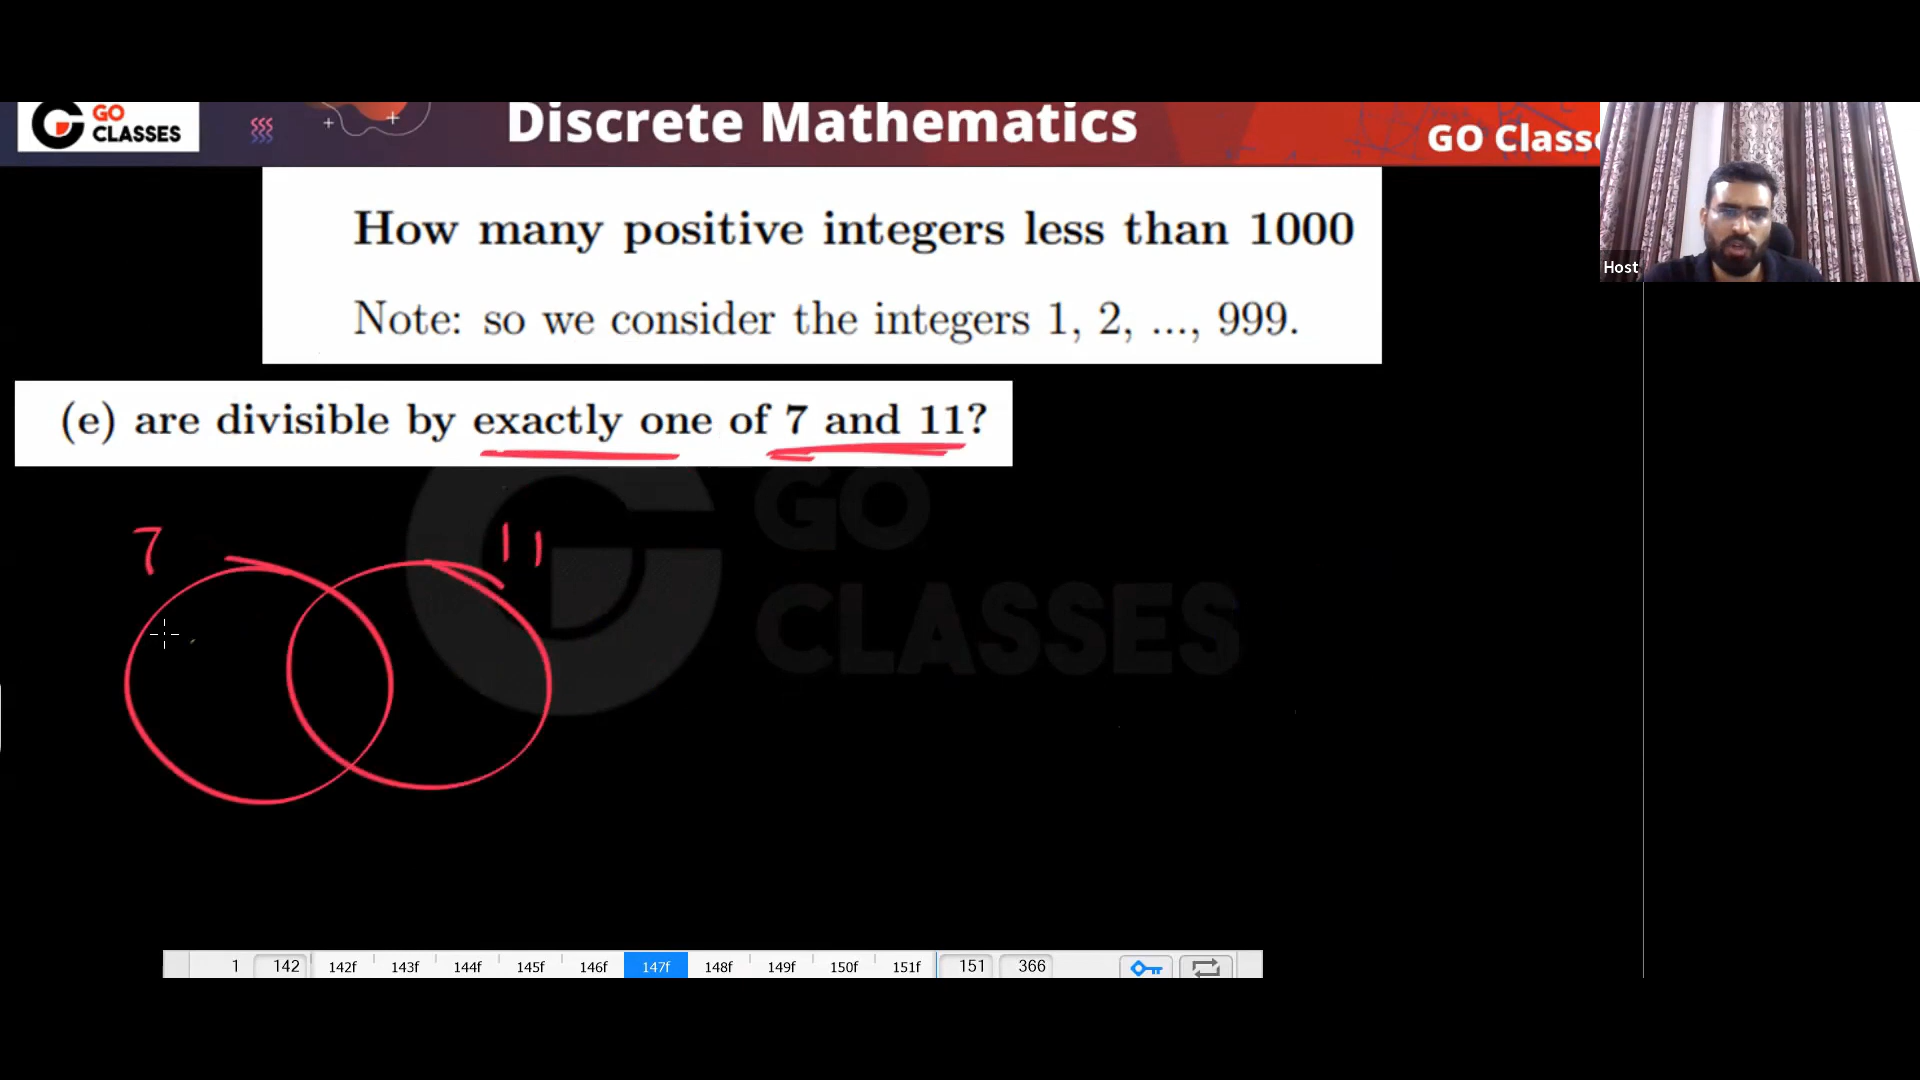 GO
CLASSES
Discrete Mathematics
GO Classe
Host
How many positive integers less than 1000
Note: so we consider the integers 1, 2, ..., 999.
(e) are divisible by exactly one of 7 and 11?
GO
CLASSES
7 11
1 142 142f 143f 144f 145f 146f 147f 148f 149f 150f 151f 151 366